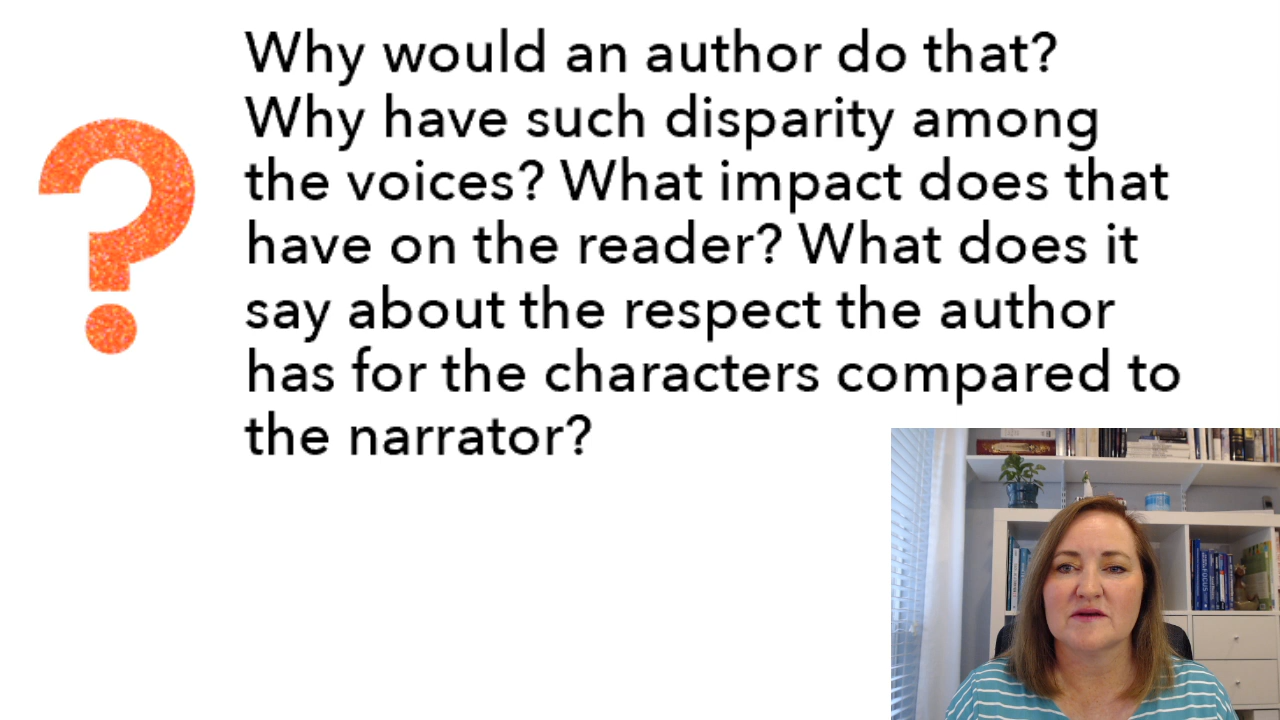 Why would an author do that?
Why have such disparity among
the voices? What impact does that
have on the reader? What does it
say about the respect the author
has for the characters compared to
the narrator?